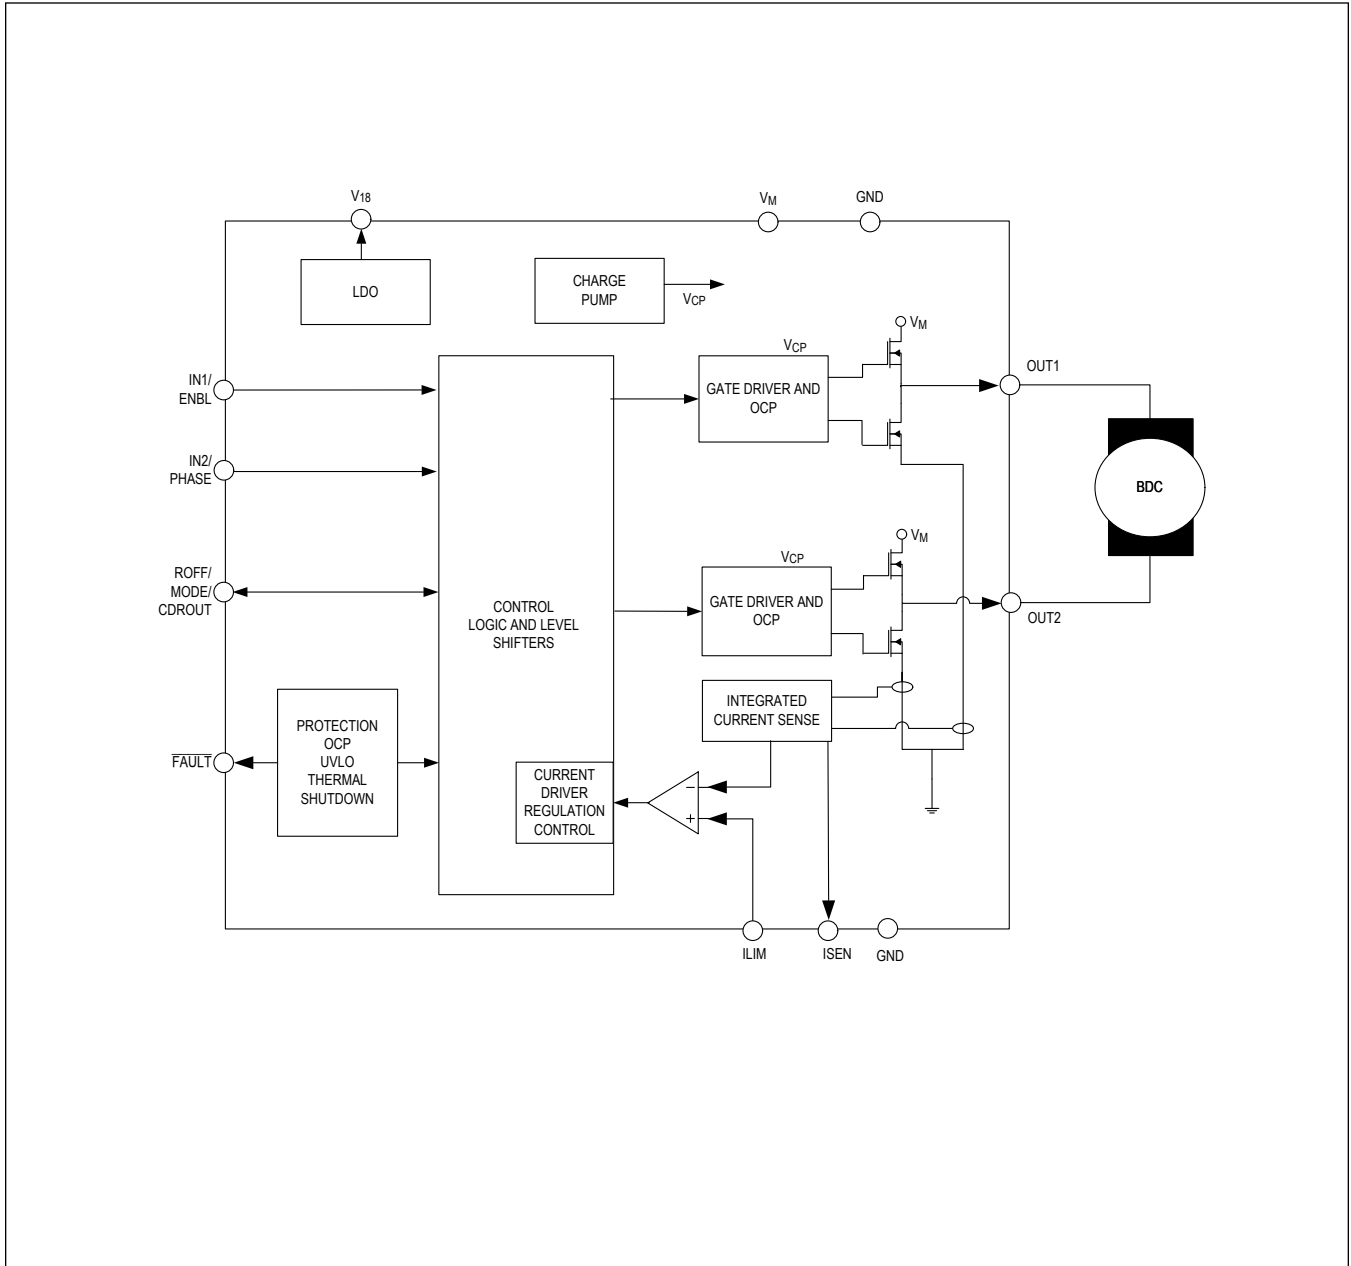 V18
VM
GND
LDO
CHARGE
PUMP
VCP
VM
VCP
OUT1
IN1/
ENBL
GATE DRIVER AND
OCP
IN2/
PHASE
BDC
VM
VCP
ROFF/
MODE/
CDROUT
GATE DRIVER AND
OCP
OUT2
CONTROL
LOGIC AND LEVEL
SHIFTERS
INTEGRATED
CURRENT SENSE
PROTECTION
OCP
UVLO
THERMAL
SHUTDOWN
FAULT
CURRENT
DRIVER
REGULATION
CONTROL
−
+
ILIM
ISEN
GND